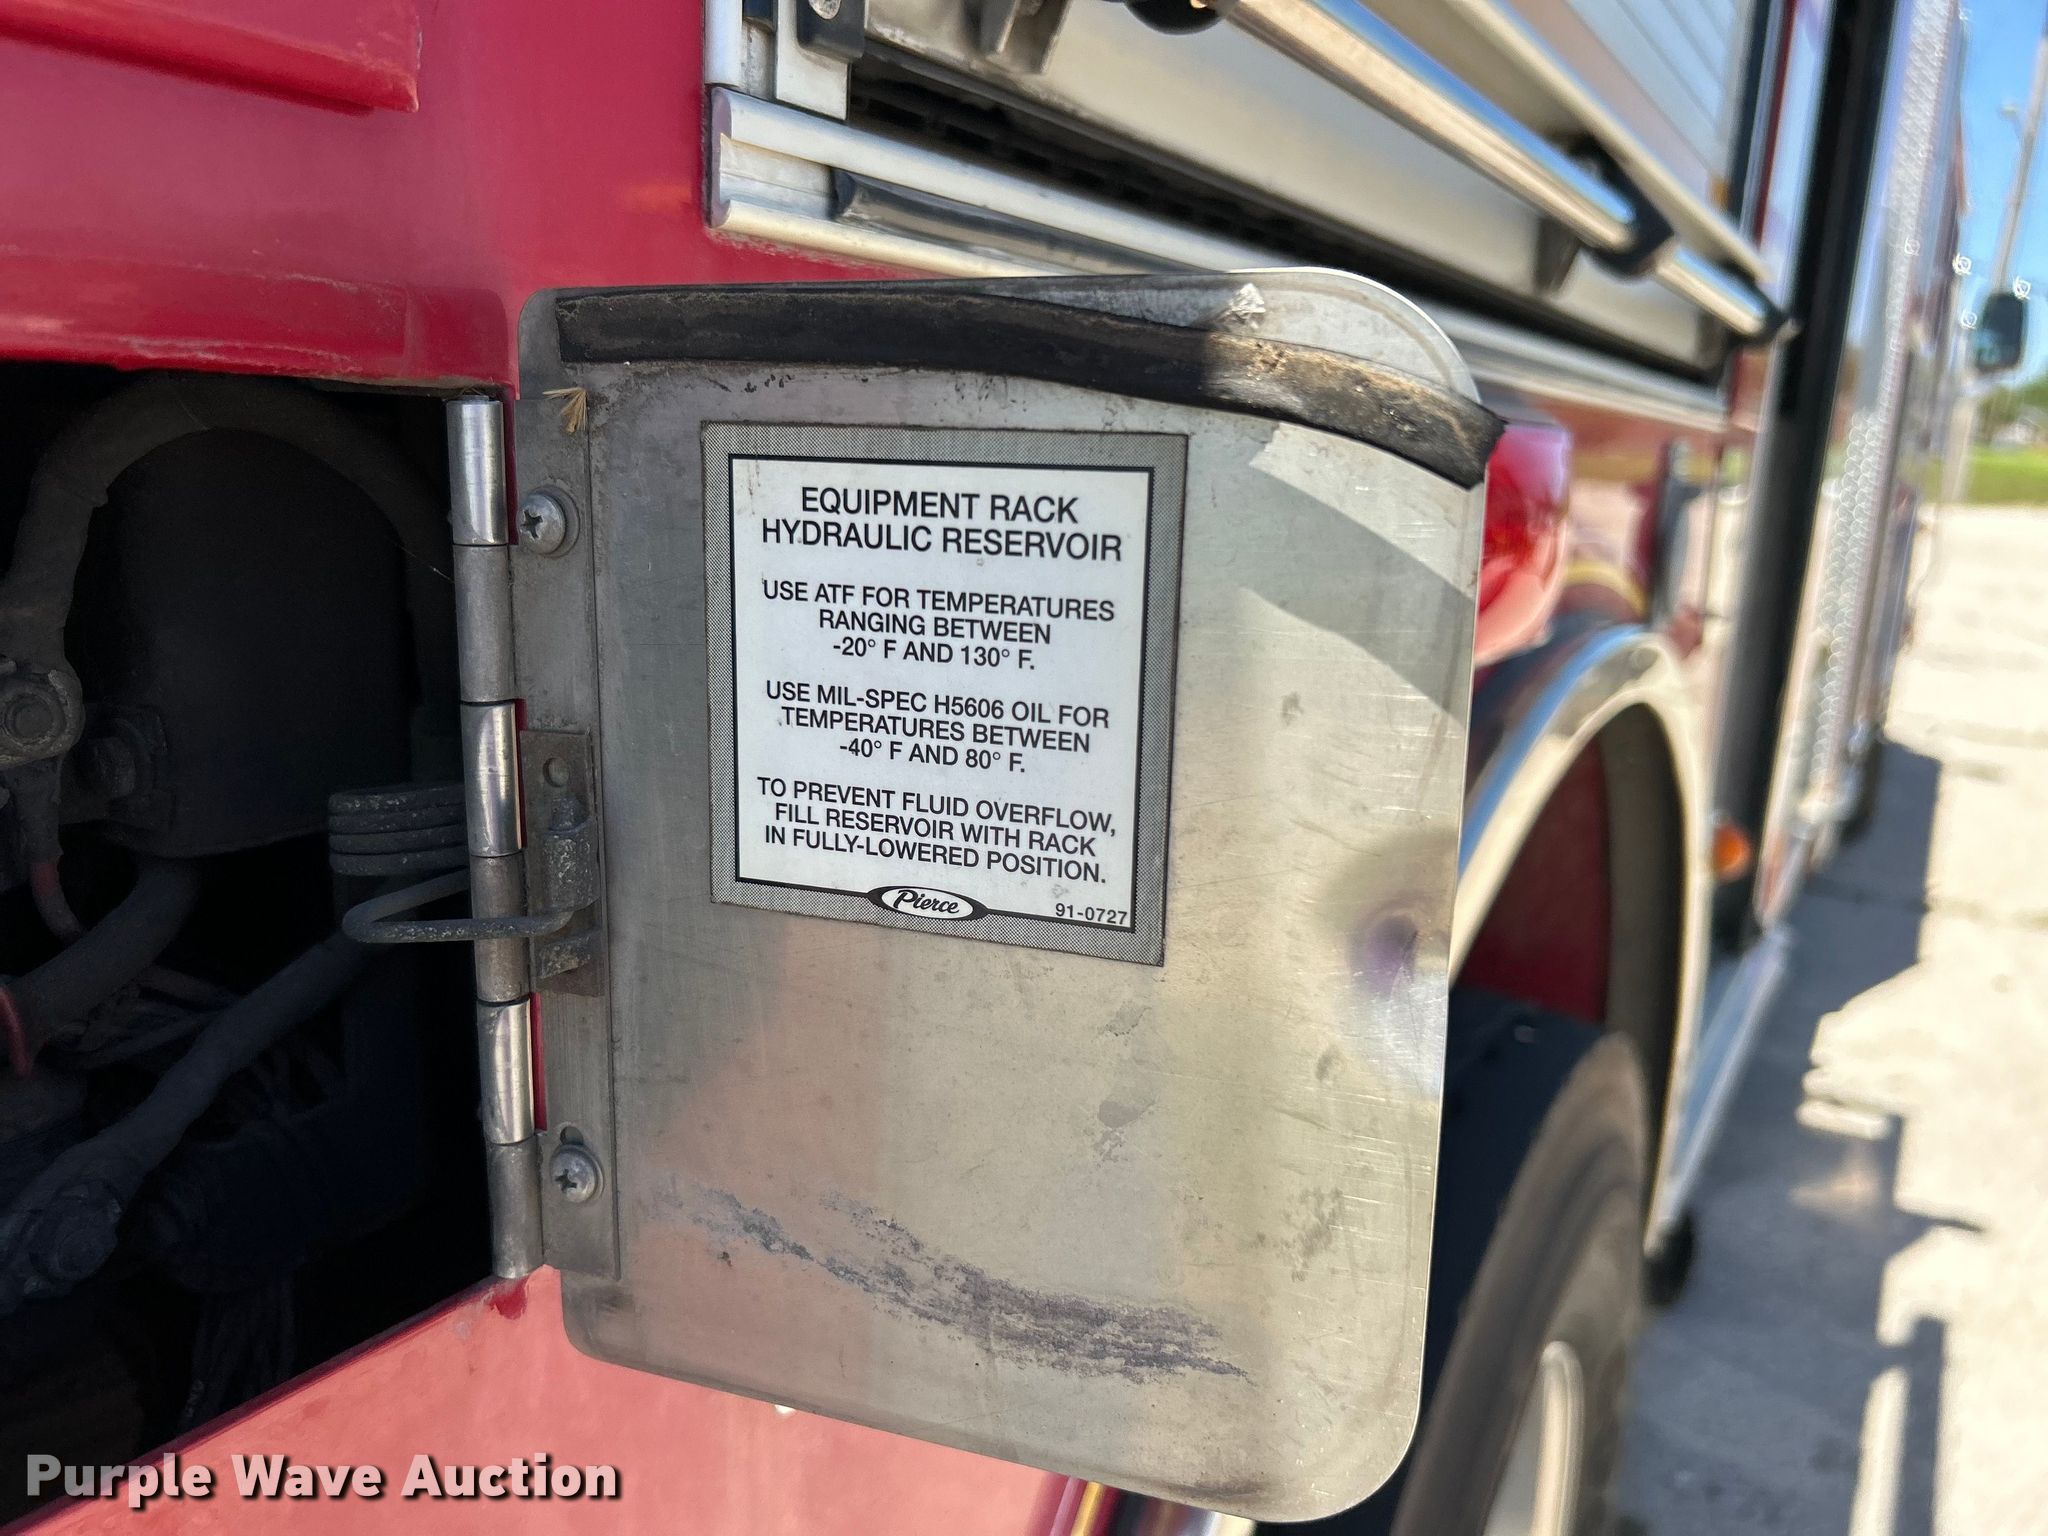 EQUIPMENT RACK
HYDRAULIC RESERVOIR
USE ATF FOR TEMPERATURES
RANGING BETWEEN
-20° F AND 130° F.
USE MIL-SPEC H5606 OIL FOR
TEMPERATURES BETWEEN
-40° F AND 80° F.
TO PREVENT FLUID OVERFLOW,
FILL RESERVOIR WITH RACK
IN FULLY-LOWERED POSITION.
Pierce
91-0727
Purple Wave Auction